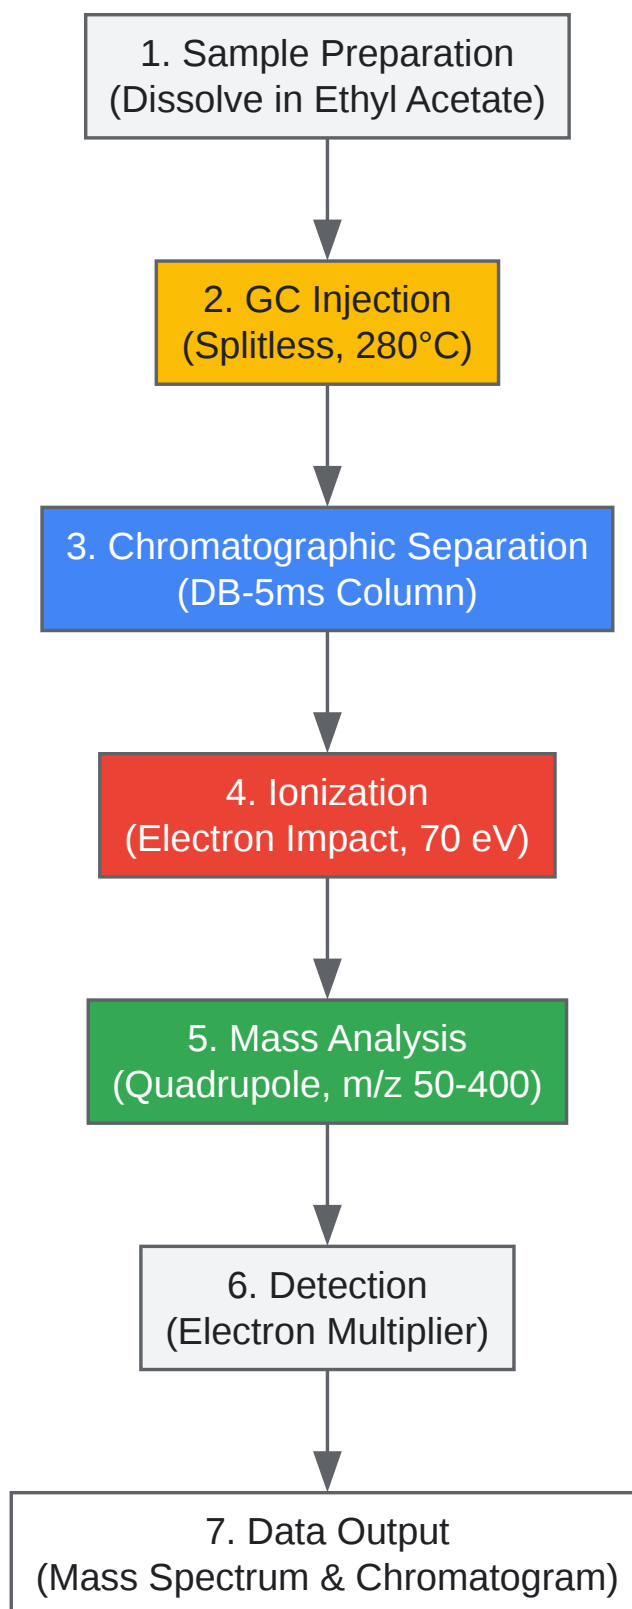 1. Sample Preparation
(Dissolve in Ethyl Acetate)
2. GC Injection
(Splitless, 280°C)
3. Chromatographic Separation
(DB-5ms Column)
4. Ionization
(Electron Impact, 70 eV)
5. Mass Analysis
(Quadrupole, m/z 50-400)
6. Detection
(Electron Multiplier)
7. Data Output
(Mass Spectrum & Chromatogram)